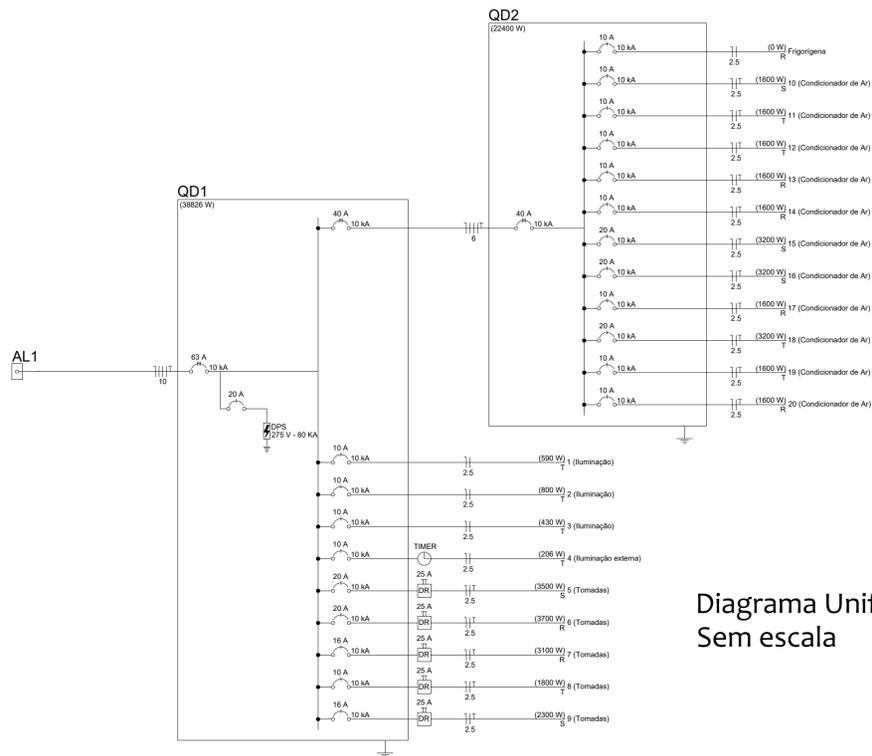 QD2
(22400 W)
10 A
10 kA
2.5
(0 W)
R
Frigorígena
10 A
10 kA
2.5
T
(1600 W)
S
10 (Condicionador de Ar)
10 A
10 kA
2.5
T
(1600 W)
T
11 (Condicionador de Ar)
10 A
10 kA
2.5
T
(1600 W)
T
12 (Condicionador de Ar)
10 A
10 kA
2.5
T
(1600 W)
R
13 (Condicionador de Ar)
10 A
10 kA
2.5
T
(1600 W)
R
14 (Condicionador de Ar)
20 A
10 kA
2.5
T
(3200 W)
S
15 (Condicionador de Ar)
20 A
10 kA
2.5
T
(3200 W)
S
16 (Condicionador de Ar)
10 A
10 kA
2.5
T
(1600 W)
R
17 (Condicionador de Ar)
20 A
10 kA
2.5
T
(3200 W)
T
18 (Condicionador de Ar)
10 A
10 kA
2.5
T
(1600 W)
T
19 (Condicionador de Ar)
10 A
10 kA
2.5
T
(1600 W)
R
20 (Condicionador de Ar)
QD1
(38826 W)
40 A
10 kA
T
6
40 A
10 kA
AL1
T
10
63 A
10 kA
20 A
DPS
275 V - 80 KA
10 A
10 kA
2.5
(590 W)
T
1 (Iluminação)
10 A
10 kA
2.5
(800 W)
T
2 (Iluminação)
10 A
10 kA
2.5
(430 W)
T
3 (Iluminação)
10 A
10 kA
TIMER
2.5
(206 W)
T
4 (Iluminação externa)
20 A
10 kA
25 A
DR
2.5
T
(3500 W)
S
5 (Tomadas)
20 A
10 kA
25 A
DR
2.5
T
(3700 W)
R
6 (Tomadas)
16 A
10 kA
25 A
DR
2.5
T
(3100 W)
R
7 (Tomadas)
10 A
10 kA
25 A
DR
2.5
T
(1800 W)
T
8 (Tomadas)
16 A
10 kA
25 A
DR
2.5
T
(2300 W)
S
9 (Tomadas)
Diagrama Unif
Sem escala